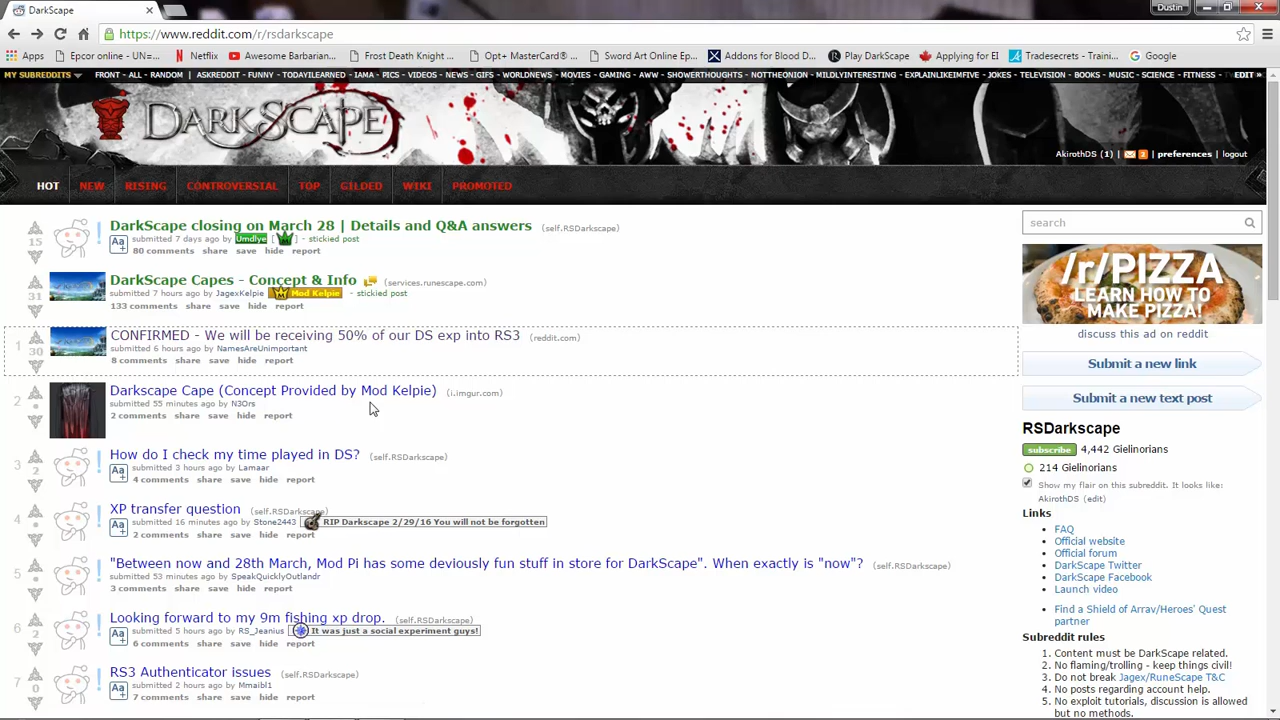 DarkScape
Dustin
https://www.reddit.com/r/rsdarkscape
Apps Epcor online - UN=... Netflix Awesome Barbarian... Frost Death Knight ... Opt+ MasterCard® ... Sword Art Online Ep... Addons for Blood D... Play DarkScape Applying for EI Tradesecrets - Traini... Google
MY SUBREDDITS FRONT - ALL - RANDOM | ASKREDDIT - FUNNY - TODAYILEARNED - IAMA - PICS - VIDEOS - NEWS - GIFS - WORLDNEWS - MOVIES - GAMING - AWW - SHOWERTHOUGHTS - NOTTHEONION - MILDLYINTERESTING - EXPLAINLIKEIMFIVE - JOKES - TELEVISION - BOOKS - MUSIC - SCIENCE - FITNESS - EDIT »
DARKSCAPE
AkirothDS (1) | 2 | preferences | logout
HOT NEW RISING CONTROVERSIAL TOP GILDED WIKI PROMOTED
15
DarkScape closing on March 28 | Details and Q&A answers (self.RSDarkscape)
Aa+ submitted 7 days ago by Umdlye [ ] - stickied post
80 comments share save hide report
31
DarkScape Capes - Concept & Info (services.runescape.com)
submitted 7 hours ago by JagexKelpie Mod Kelpie - stickied post
133 comments share save hide report
1 30
CONFIRMED - We will be receiving 50% of our DS exp into RS3 (reddit.com)
submitted 6 hours ago by NamesAreUnimportant
8 comments share save hide report
2 •
Darkscape Cape (Concept Provided by Mod Kelpie) (i.imgur.com)
submitted 55 minutes ago by N3Ors
2 comments share save hide report
3 2
How do I check my time played in DS? (self.RSDarkscape)
Aa+ submitted 3 hours ago by Lamaar
4 comments share save hide report
4 •
XP transfer question (self.RSDarkscape)
Aa+ submitted 16 minutes ago by Stone2443 RIP Darkscape 2/29/16 You will not be forgotten
2 comments share save hide report
5 •
"Between now and 28th March, Mod Pi has some deviously fun stuff in store for DarkScape". When exactly is "now"? (self.RSDarkscape)
Aa+ submitted 53 minutes ago by SpeakQuicklyOutlandr
3 comments share save hide report
6 2
Looking forward to my 9m fishing xp drop. (self.RSDarkscape)
Aa+ submitted 5 hours ago by RS_Jeanius It was just a social experiment guys!
6 comments share save hide report
7 0
RS3 Authenticator issues (self.RSDarkscape)
Aa+ submitted 2 hours ago by Mmaibl1
7 comments share save hide report
search
/r/PIZZA
LEARN HOW TO
MAKE PIZZA!
discuss this ad on reddit
Submit a new link
Submit a new text post
RSDarkscape
subscribe 4,442 Gielinorians
214 Gielinorians
Show my flair on this subreddit. It looks like:
AkirothDS (edit)
Links
• FAQ
• Official website
• Official forum
• DarkScape Twitter
• DarkScape Facebook
• Launch video
• Find a Shield of Arrav/Heroes' Quest
partner
Subreddit rules
1. Content must be DarkScape related.
2. No flaming/trolling - keep things civil!
3. Do not break Jagex/RuneScape T&C
4. No posts regarding account help.
5. No exploit tutorials, discussion is allowed
but no methods.